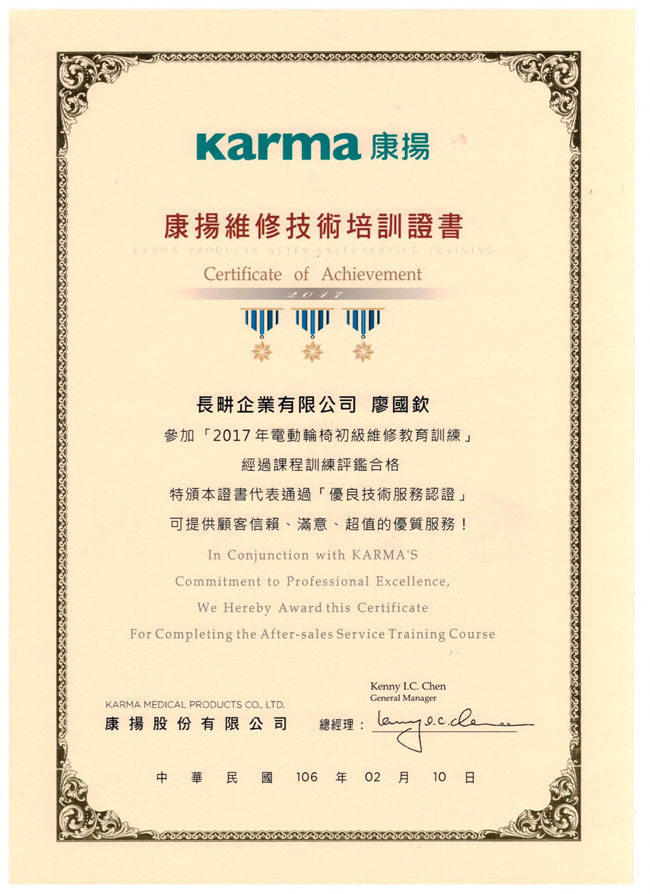 Karma 康揚
康揚維修技術培訓證書
KARMA PRODUCTS AFTER-SALES SERVICE TRAINING
Certificate of Achievement
2017
長畊企業有限公司 廖國欽
參加「2017年電動輪椅初級維修教育訓練」
經過課程訓練評鑑合格
特頒本證書代表通過「優良技術服務認證」
可提供顧客信賴、滿意、超值的優質服務!
In Conjunction with KARMA'S
Commitment to Professional Excellence,
We Hereby Award this Certificate
For Completing the After-sales Service Training Course
Kenny I.C. Chen
General Manager
KARMA MEDICAL PRODUCTS CO., LTD.
康揚股份有限公司 總經理: Kenny I.C. Chen
中華民國 106 年 02 月 10 日